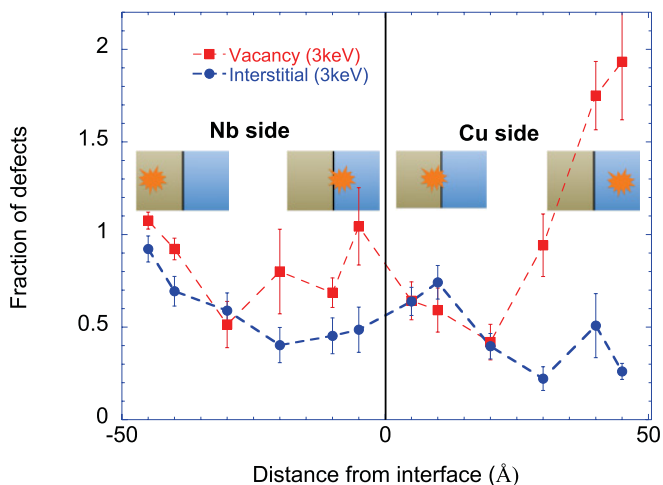 2
Vacancy (3keV)
Interstitial (3keV)
1.5
Nb side
Cu side
1
0.5
0
-50
0
50
Fraction of defects
Distance from interface (Å)